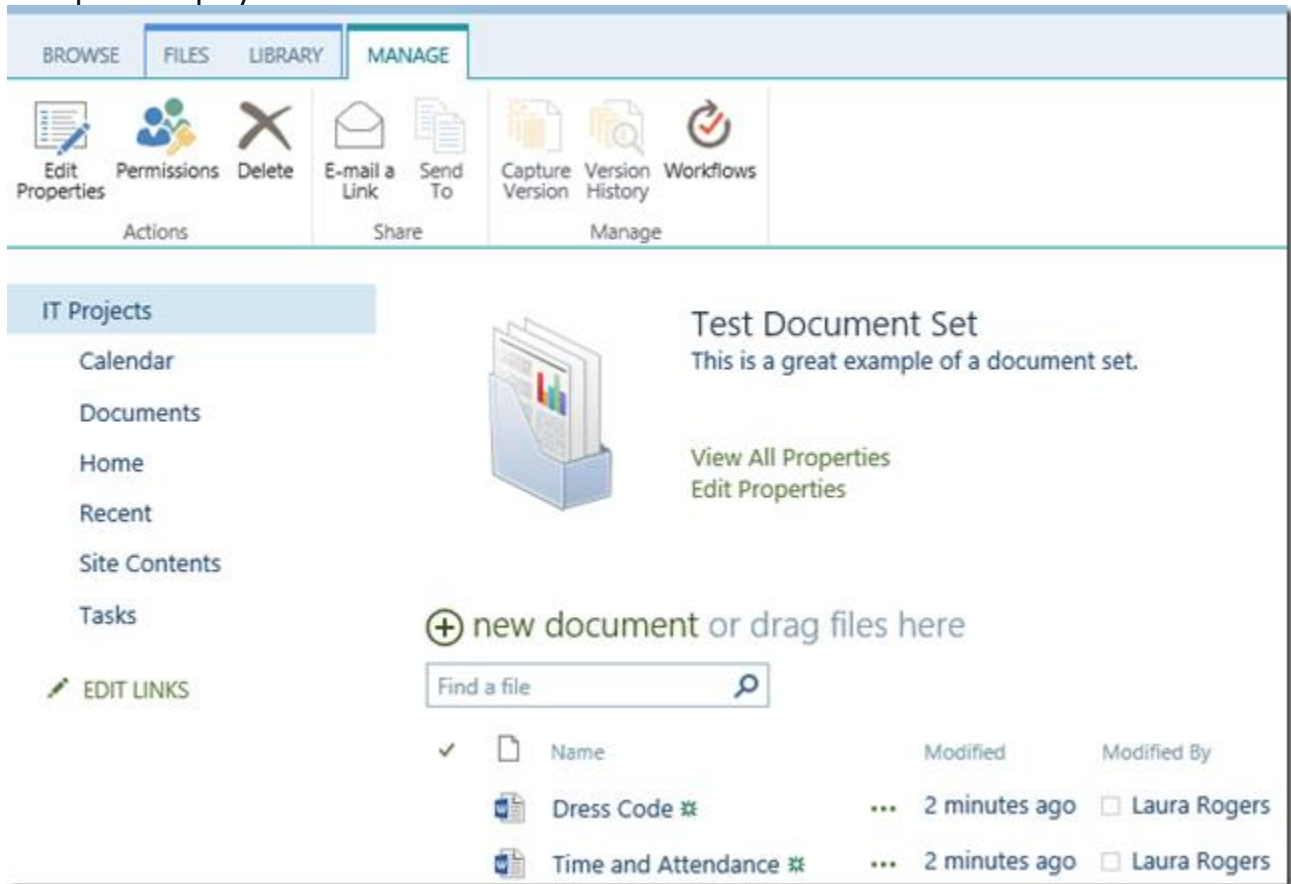 BROWSE FILES LIBRARY MANAGE
Edit Properties Permissions Delete E-mail a Link Send To Capture Version Version History Workflows
Actions Share Manage
IT Projects
Calendar
Documents
Home
Recent
Site Contents
Tasks
EDIT LINKS
Test Document Set
This is a great example of a document set.
View All Properties
Edit Properties
new document or drag files here
Find a file
Name Modified Modified By
Dress Code ... 2 minutes ago Laura Rogers
Time and Attendance ... 2 minutes ago Laura Rogers